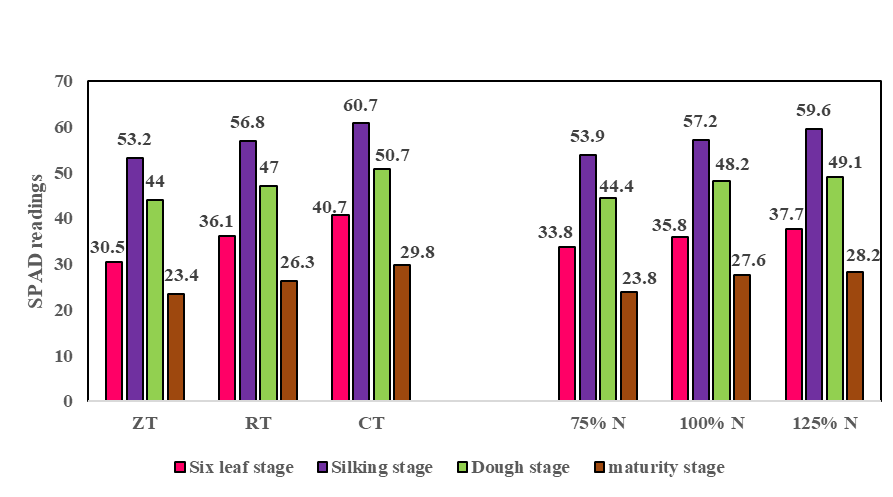 70
60
50
40
30
20
10
0
SPAD readings
30.5 53.2 44 23.4
36.1 56.8 47 26.3
40.7 60.7 50.7 29.8
33.8 53.9 44.4 23.8
35.8 57.2 48.2 27.6
37.7 59.6 49.1 28.2
ZT RT CT 75% N 100% N 125% N
Six leaf stage Silking stage Dough stage maturity stage